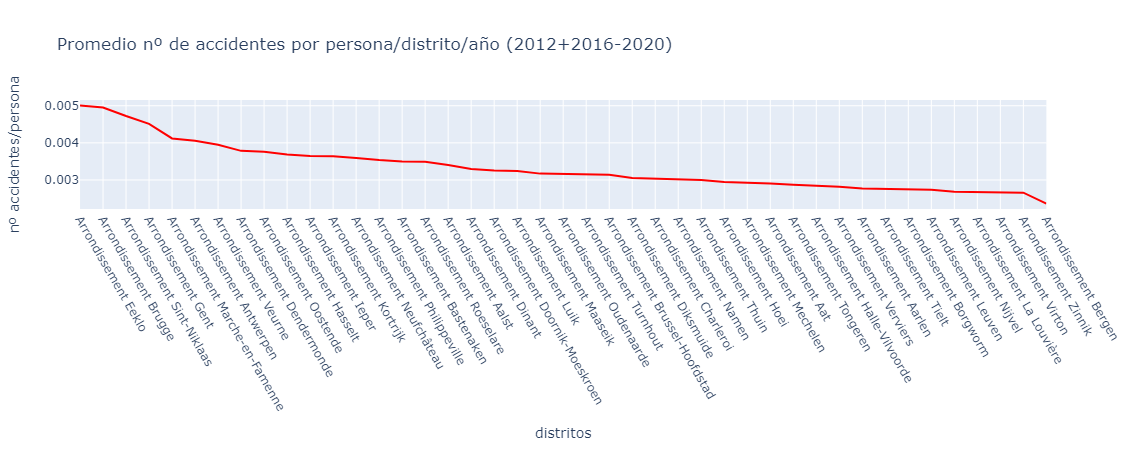 Promedio nº de accidentes por persona/distrito/año (2012+2016-2020)
nº accidentes/persona
0.005
0.004
0.003
Arrondissement Eeklo
Arrondissement Brugge
Arrondissement Sint-Niklaas
Arrondissement Gent
Arrondissement Marche-en-Famenne
Arrondissement Antwerpen
Arrondissement Veurne
Arrondissement Dendermonde
Arrondissement Oostende
Arrondissement Hasselt
Arrondissement Ieper
Arrondissement Kortrijk
Arrondissement Neufchâteau
Arrondissement Philippeville
Arrondissement Bastenaken
Arrondissement Roeselare
Arrondissement Aalst
Arrondissement Dinant
Arrondissement Doornik-Moeskroen
Arrondissement Luik
Arrondissement Maaseik
Arrondissement Oudenaarde
Arrondissement Turnhout
Arrondissement Brussel-Hoofdstad
Arrondissement Diksmuide
Arrondissement Charleroi
Arrondissement Namen
Arrondissement Thuin
Arrondissement Hoei
Arrondissement Mechelen
Arrondissement Aat
Arrondissement Tongeren
Arrondissement Halle-Vilvoorde
Arrondissement Verviers
Arrondissement Aarlen
Arrondissement Tielt
Arrondissement Borgworm
Arrondissement Leuven
Arrondissement Nijvel
Arrondissement La Louvière
Arrondissement Virton
Arrondissement Zinnik
Arrondissement Bergen
distritos